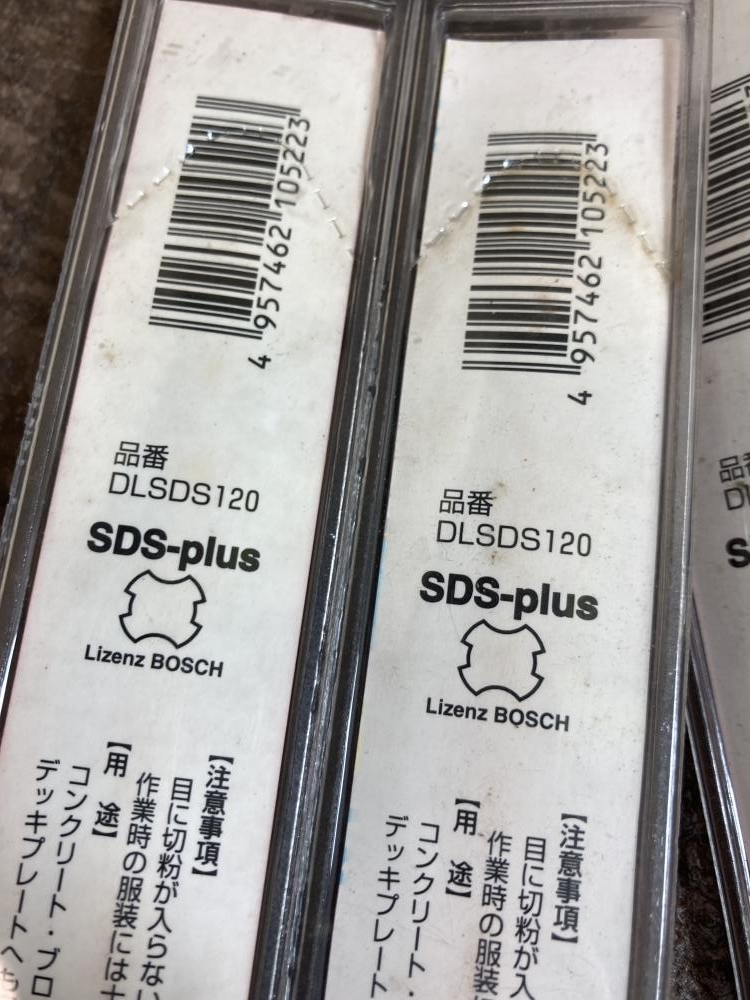 4 957462 105223
品番
DLSDS120
SDS-plus
Lizenz BOSCH
【注意事項】
目に切粉が入らない
作業時の服装には
【用 途】
コンクリート・ブロ
デッキプレートへ
4 957462 105223
品番
DLSDS120
SDS-plus
Lizenz BOSCH
【注意事項】
目に切粉が入
作業時の服装
【用 途】
コンクリート・
デッキプレート
品番